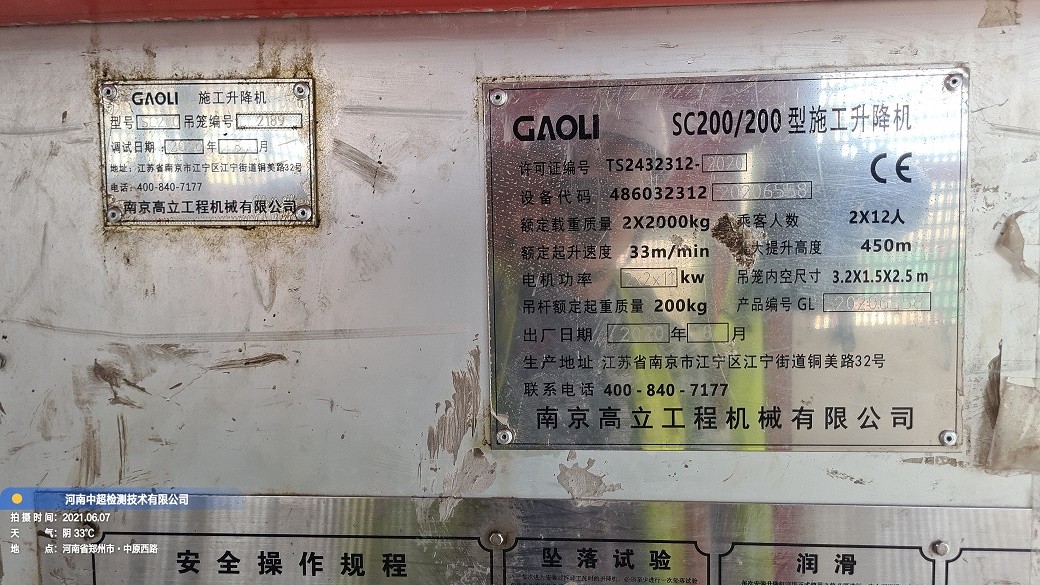 GAOLI 施工升降机
型号 吊笼编号 2189
调试日期: 年 月
地址: 江苏省南京市江宁区江宁街道铜美路32号
电话: 400-840-7177
南京高立工程机械有限公司
GAOLI SC200/200型施工升降机
许可证编号 TS2432312-2020
CE
设备代码 486032312
额定载重质量 2X2000kg 乘客人数 2X12人
额定起升速度 33m/min 大提升高度 450m
电机功率 kw 吊笼内空尺寸 3.2X1.5X2.5m
吊杆额定起重质量 200kg 产品编号 GL
出厂日期 2020年8月
生产地址 江苏省南京市江宁区江宁街道铜美路32号
联系电话 400-840-7177
南京高立工程机械有限公司
河南中超检测技术有限公司
拍摄时间: 2021.06.07
天气: 阴 33℃
地点: 河南省郑州市·中原西路
安全操作规程 坠落试验 润滑